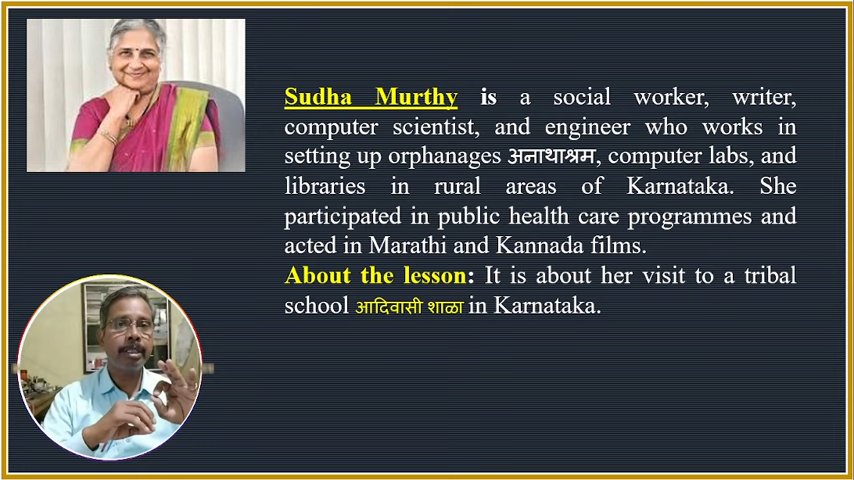 Sudha Murthy is a social worker, writer,
computer scientist, and engineer who works in
setting up orphanages अनाथाश्रम, computer labs, and
libraries in rural areas of Karnataka. She
participated in public health care programmes and
acted in Marathi and Kannada films.
About the lesson: It is about her visit to a tribal
school आदिवासी शाळा in Karnataka.